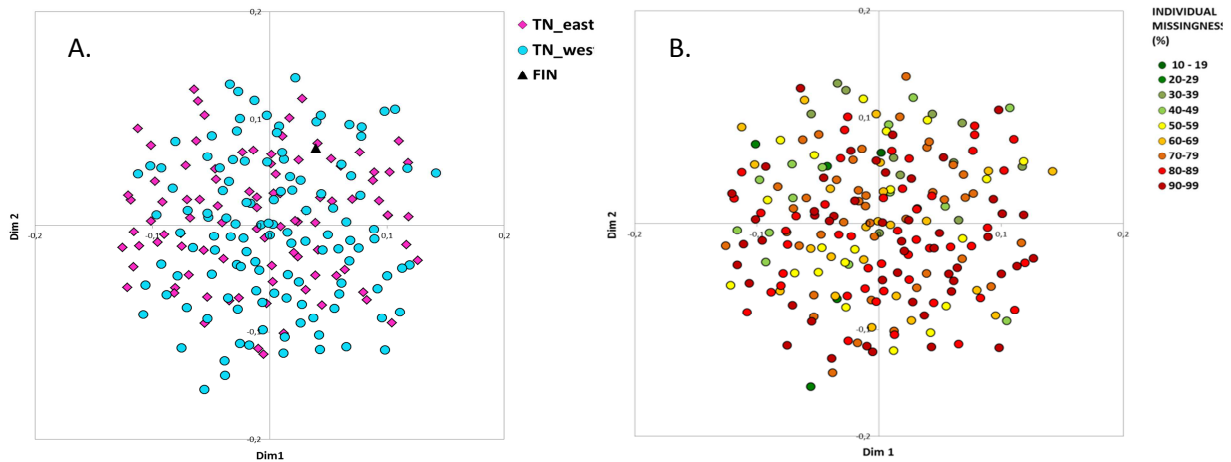 A.
0,2
0,1
-0,2
-0,1
0,2
-0,1
-0,2
Dim 2
Dim1
TN_east
TN_wes
FIN
B.
0,2
0,1
-0,2
-0,1
0,1
0,2
-0,1
-0,2
Dim 2
Dim 1
INDIVIDUAL
MISSINGNESS
(%)
10 - 19
20-29
30-39
40-49
50-59
60-69
70-79
80-89
90-99